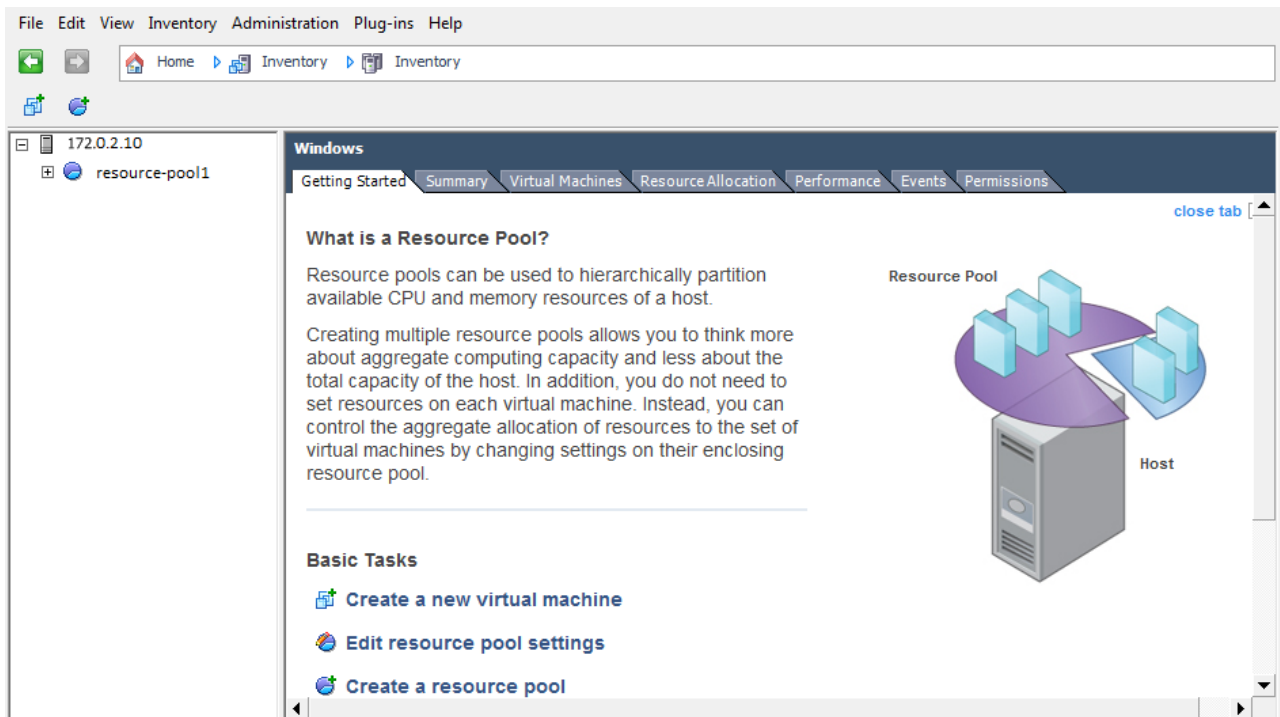 File Edit View Inventory Administration Plug-ins Help
Home Inventory Inventory
172.0.2.10
resource-pool1
Windows
Getting Started Summary Virtual Machines Resource Allocation Performance Events Permissions
close tab
What is a Resource Pool?
Resource pools can be used to hierarchically partition
available CPU and memory resources of a host.
Creating multiple resource pools allows you to think more
about aggregate computing capacity and less about the
total capacity of the host. In addition, you do not need to
set resources on each virtual machine. Instead, you can
control the aggregate allocation of resources to the set of
virtual machines by changing settings on their enclosing
resource pool.
Resource Pool
Host
Basic Tasks
Create a new virtual machine
Edit resource pool settings
Create a resource pool